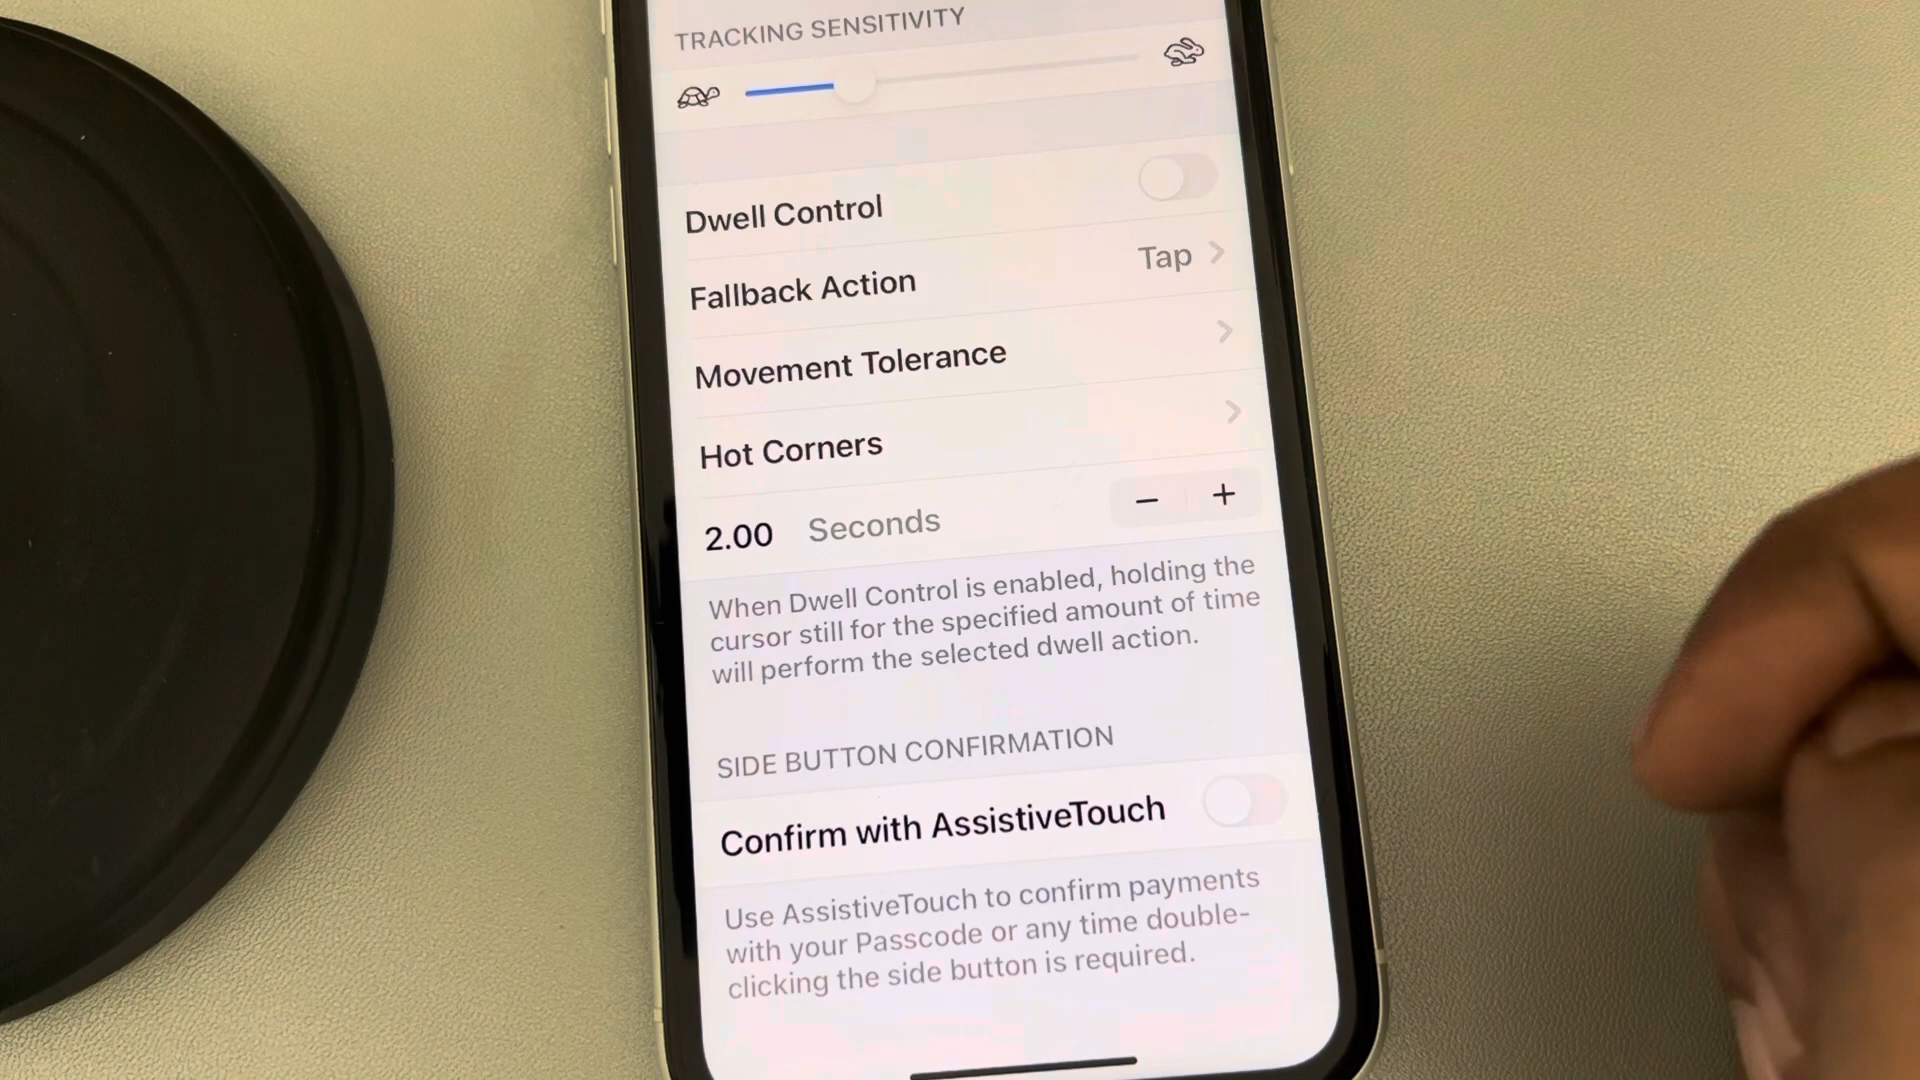 TRACKING SENSITIVITY
Dwell Control
Fallback Action Tap
Movement Tolerance
Hot Corners
2.00 Seconds − +
When Dwell Control is enabled, holding the
cursor still for the specified amount of time
will perform the selected dwell action.
SIDE BUTTON CONFIRMATION
Confirm with AssistiveTouch
Use AssistiveTouch to confirm payments
with your Passcode or any time double-
clicking the side button is required.